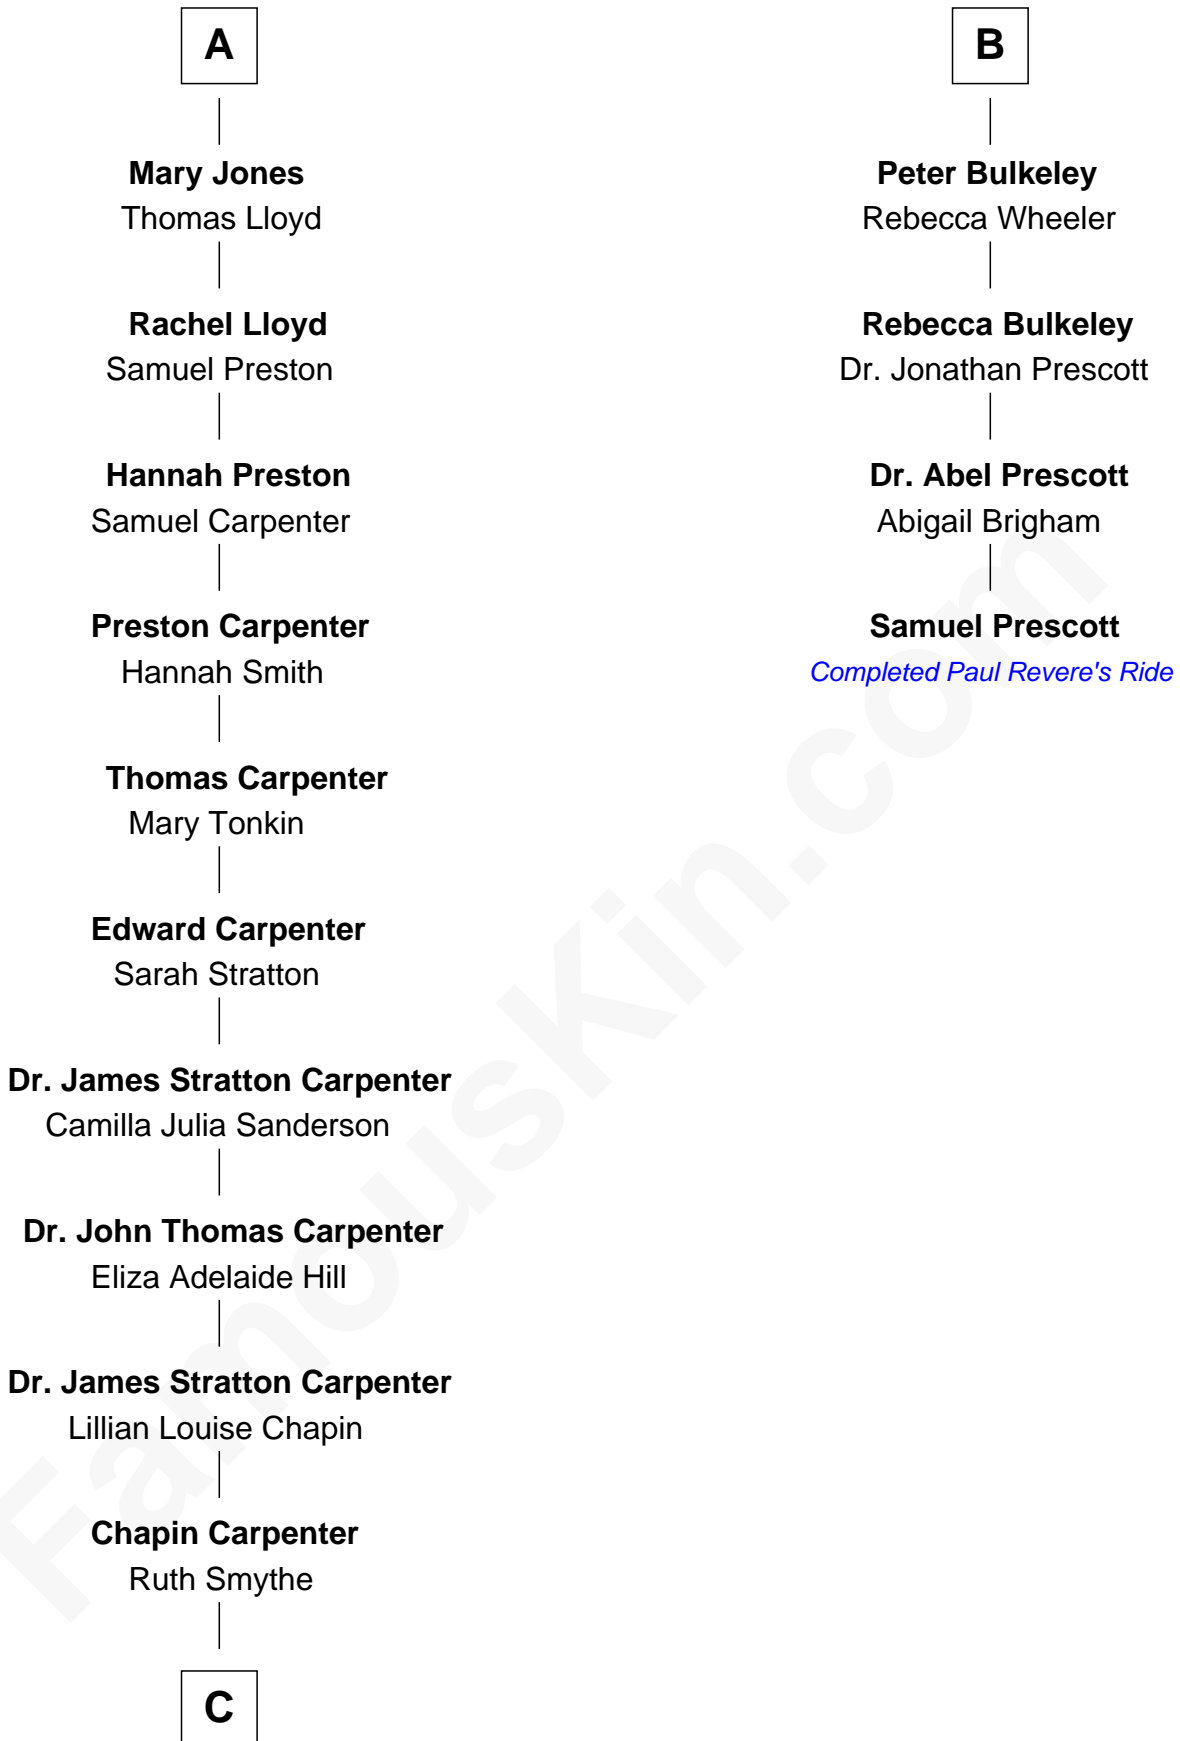 A
Mary Jones
Thomas Lloyd
Rachel Lloyd
Samuel Preston
Hannah Preston
Samuel Carpenter
Preston Carpenter
Hannah Smith
Thomas Carpenter
Mary Tonkin
Edward Carpenter
Sarah Stratton
Dr. James Stratton Carpenter
Camilla Julia Sanderson
Dr. John Thomas Carpenter
Eliza Adelaide Hill
Dr. James Stratton Carpenter
Lillian Louise Chapin
Chapin Carpenter
Ruth Smythe
C
B
Peter Bulkeley
Rebecca Wheeler
Rebecca Bulkeley
Dr. Jonathan Prescott
Dr. Abel Prescott
Abigail Brigham
Samuel Prescott
Completed Paul Revere's Ride
FamousKin.com